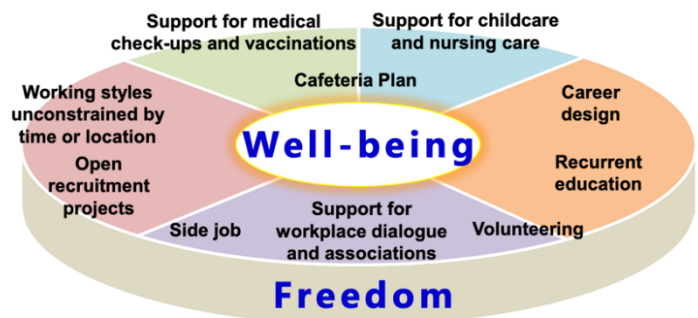 Support for medical
check-ups and vaccinations
Support for childcare
and nursing care
Cafeteria Plan
Working styles
unconstrained by
time or location
Open
recruitment
projects
Well-being
Career
design
Recurrent
education
Side job
Support for
workplace dialogue
and associations
Volunteering
Freedom